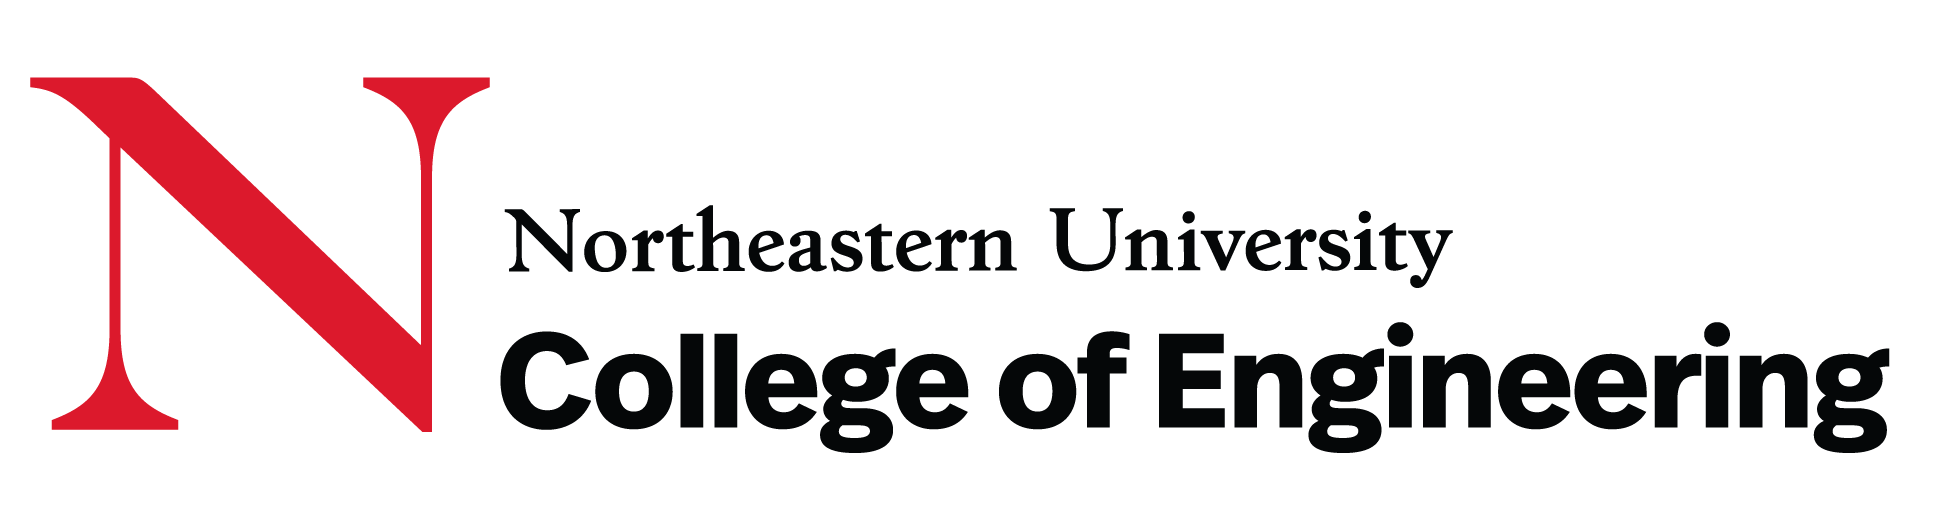 N
Northeastern University
College of Engineering